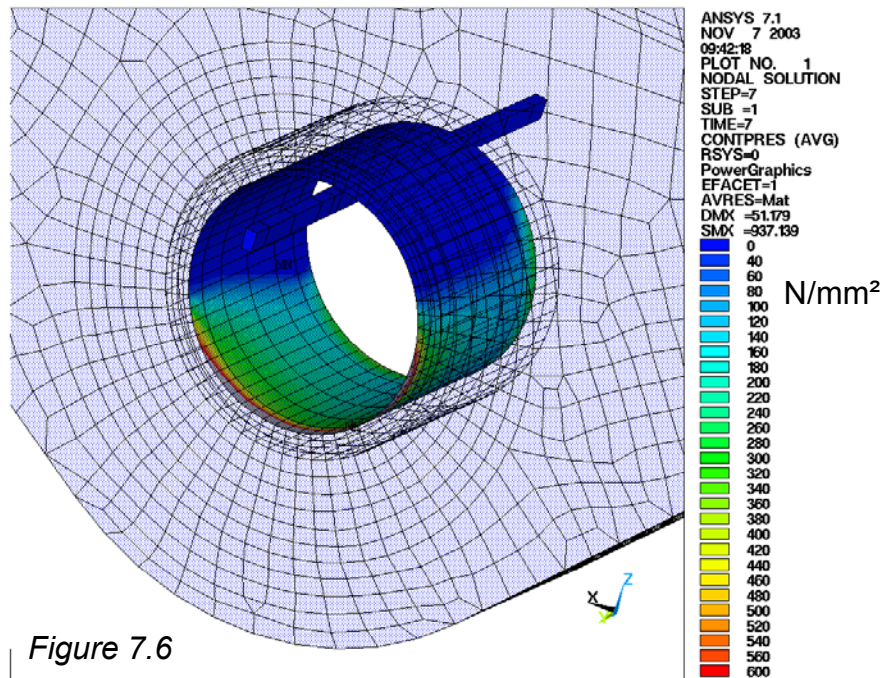 ANSYS 7.1
NOV 7 2003
09:42:18
PLOT NO. 1
NODAL SOLUTION
STEP=7
SUB =1
TIME=7
CONTPRES (AVG)
RSYS=0
PowerGraphics
EFACET=1
AVRES=Mat
DMX =51.179
SMX =937.139
0
40
60
80
N/mm²
100
120
140
160
180
200
220
240
260
280
300
320
340
360
380
400
420
440
460
480
500
520
540
560
600
Z
X
Y
Figure 7.6